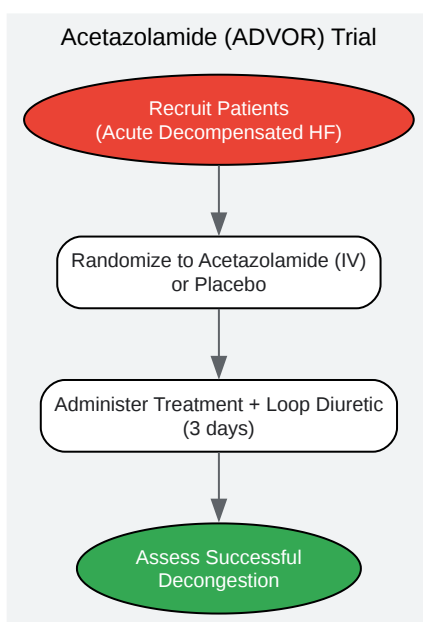 Acetazolamide (ADVOR) Trial
Recruit Patients
(Acute Decompensated HF)
Randomize to Acetazolamide (IV)
or Placebo
Administer Treatment + Loop Diuretic
(3 days)
Assess Successful
Decongestion